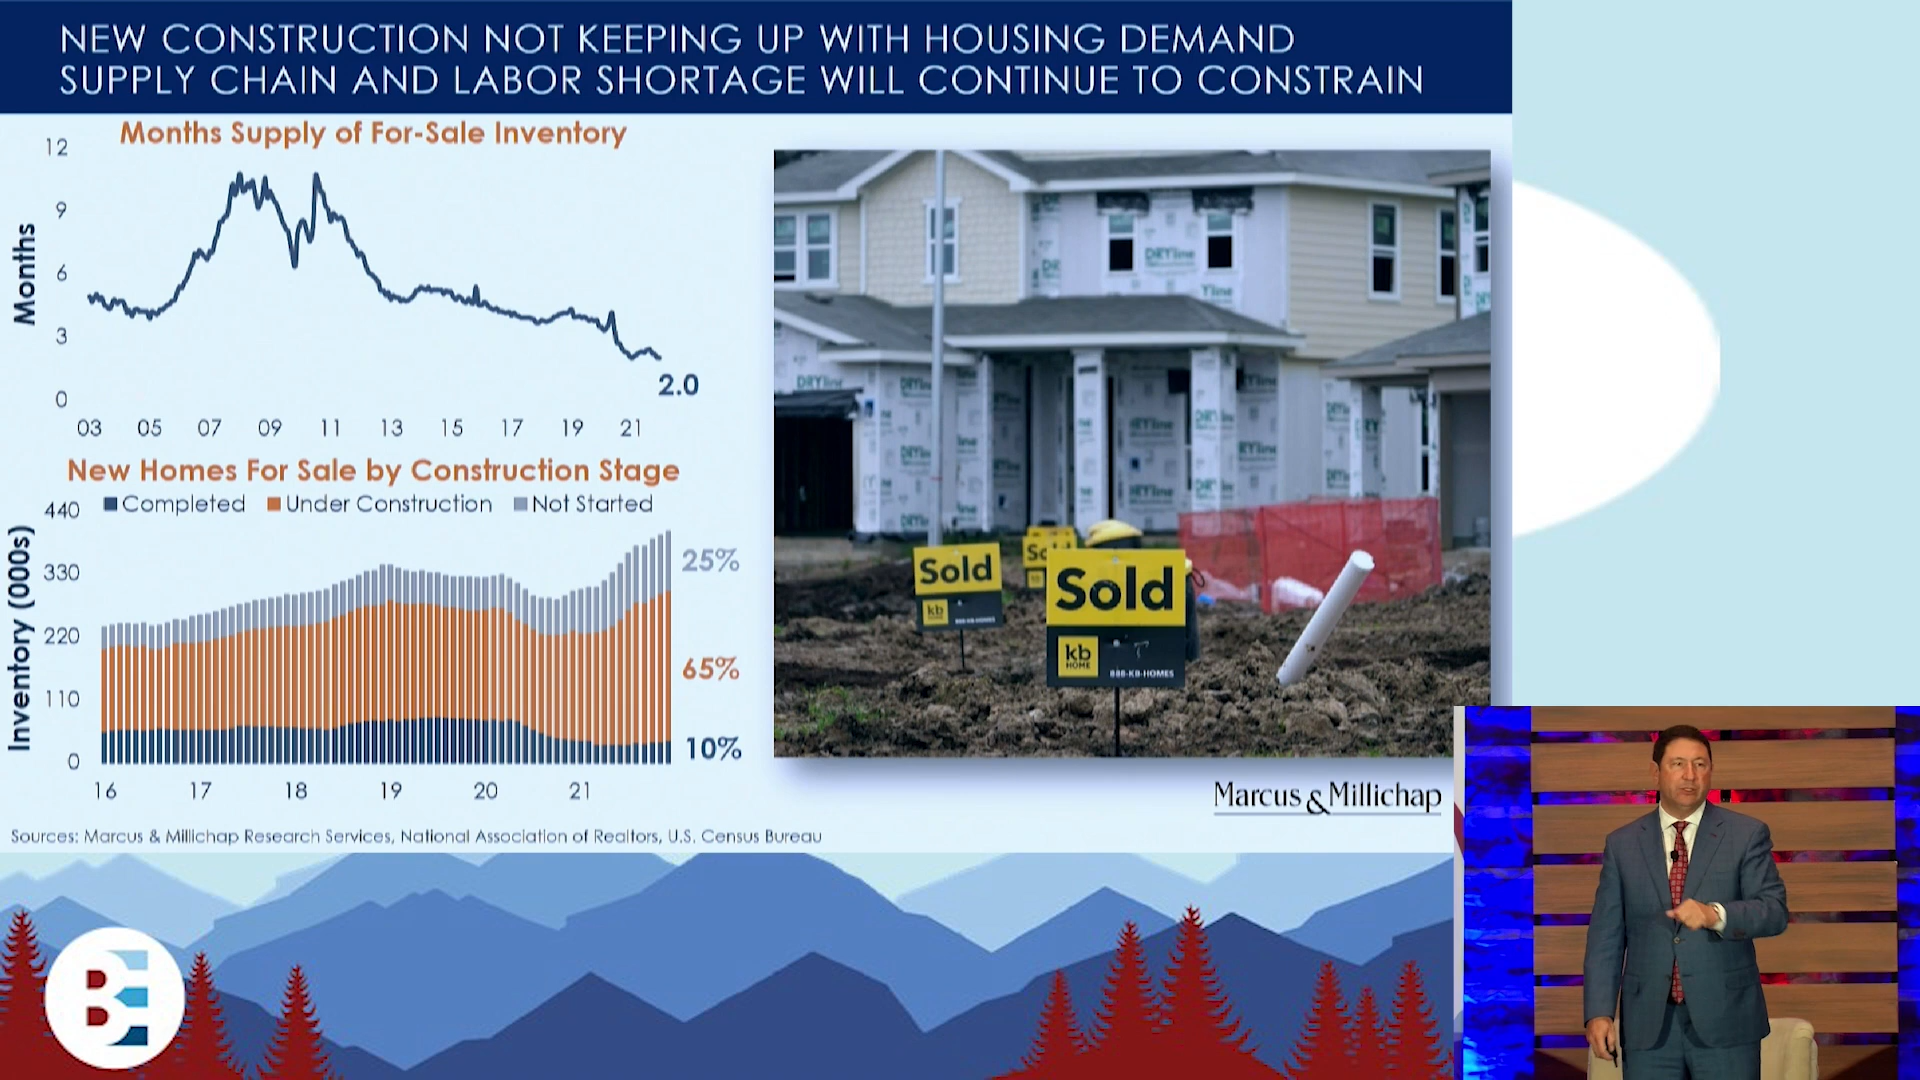 NEW CONSTRUCTION NOT KEEPING UP WITH HOUSING DEMAND
SUPPLY CHAIN AND LABOR SHORTAGE WILL CONTINUE TO CONSTRAIN
Months Supply of For-Sale Inventory
Months
12
9
6
3
0
2.0
03 05 07 09 11 13 15 17 19 21
New Homes For Sale by Construction Stage
Completed Under Construction Not Started
Inventory (000s)
440
330
220
110
0
25%
65%
10%
16 17 18 19 20 21
Sources: Marcus & Millichap Research Services, National Association of Realtors, U.S. Census Bureau
DRYline
Sold
kb
Sold
kb
HOME
888-KB-HOMES
Marcus & Millichap
BE